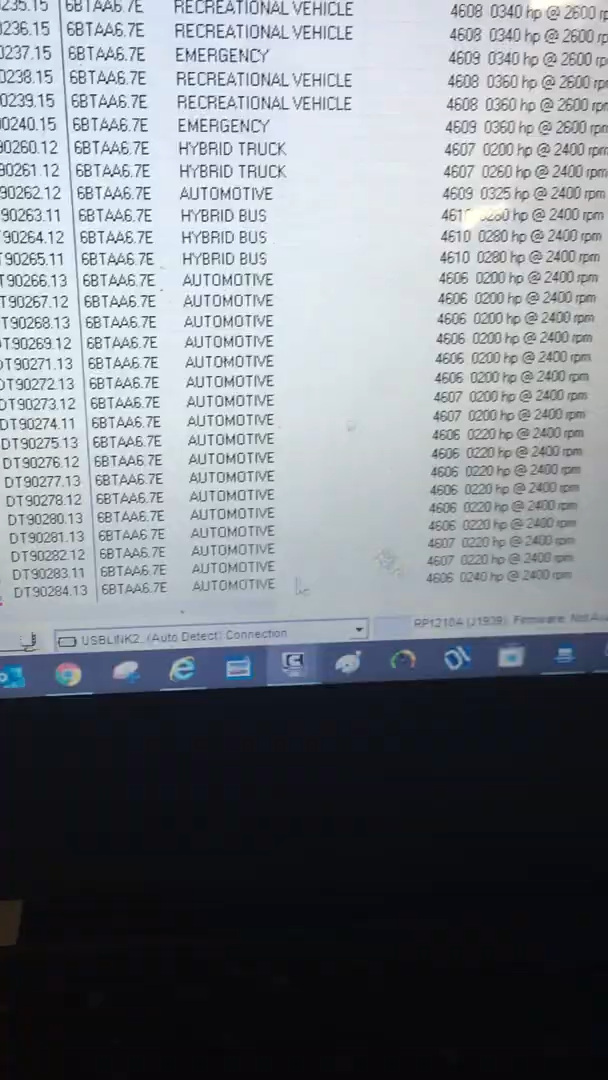 235.15 6BTAA6.7E RECREATIONAL VEHICLE 4608 0340 hp @ 2600 rp
236.15 6BTAA6.7E RECREATIONAL VEHICLE 4608 0340 hp @ 2600 r
0237.15 6BTAA6.7E EMERGENCY 4609 0340 hp @ 2600
0238.15 6BTAA6.7E RECREATIONAL VEHICLE 4608 0360 hp @ 2600
0239.15 6BTAA6.7E RECREATIONAL VEHICLE 4608 0360 hp @ 2600
00240.15 6BTAA6.7E EMERGENCY 4609 0360 hp @ 2600
90260.12 6BTAA6.7E HYBRID TRUCK 4607 0200 hp @ 2400 rpm
90261.12 6BTAA6.7E HYBRID TRUCK 4607 0260 hp @ 2400 rpm
T90262.12 6BTAA6.7E AUTOMOTIVE 4609 0325 hp @ 2400 rpm
T90263.11 6BTAA6.7E HYBRID BUS hp @ 2400 rpm
T90264.12 6BTAA6.7E HYBRID BUS 4610 0280 hp @ 2400 rpm
T90265.11 6BTAA6.7E HYBRID BUS 4610 0280 hp @ 2400 rpm
T90266.13 6BTAA6.7E AUTOMOTIVE 4606 0200 hp @ 2400 rpm
T90267.12 6BTAA6.7E AUTOMOTIVE 4606 0200 hp @ 2400 rpm
T90268.13 6BTAA6.7E AUTOMOTIVE 4606 0200 hp @ 2400 rpm
T90269.12 6BTAA6.7E AUTOMOTIVE 4606 0200 hp @ 2400 rpm
DT90271.13 6BTAA6.7E AUTOMOTIVE 4606 0200 hp @ 2400 rpm
DT90272.13 6BTAA6.7E AUTOMOTIVE 4606 0200 hp @ 2400 rpm
DT90273.12 6BTAA6.7E AUTOMOTIVE 4607 0200 hp @ 2400 rpm
DT90274.11 6BTAA6.7E AUTOMOTIVE 4607 0200 hp @ 2400 rpm
DT90275.13 6BTAA6.7E AUTOMOTIVE 4606 0220 hp @ 2400 rpm
DT90276.12 6BTAA6.7E AUTOMOTIVE 4606 0220 hp @ 2400 rpm
DT90277.13 6BTAA6.7E AUTOMOTIVE 4606 0220 hp @ 2400 rpm
DT90278.12 6BTAA6.7E AUTOMOTIVE 4606 0220 hp @ 2400 rpm
DT90280.13 6BTAA6.7E AUTOMOTIVE 4606 0220 hp @ 2400 rpm
DT90281.13 6BTAA6.7E AUTOMOTIVE 4606 0220 hp @ 2400 rpm
DT90282.12 6BTAA6.7E AUTOMOTIVE 4607 0220 hp @ 2400 rpm
DT90283.11 6BTAA6.7E AUTOMOTIVE 4607 0220 hp @ 2400 rpm
DT90284.13 6BTAA6.7E AUTOMOTIVE 4606 0240 hp @ 2400 rpm
USBLINK2_(Auto Detect) Connection RP1210A (J1939), Firmware: Not Av